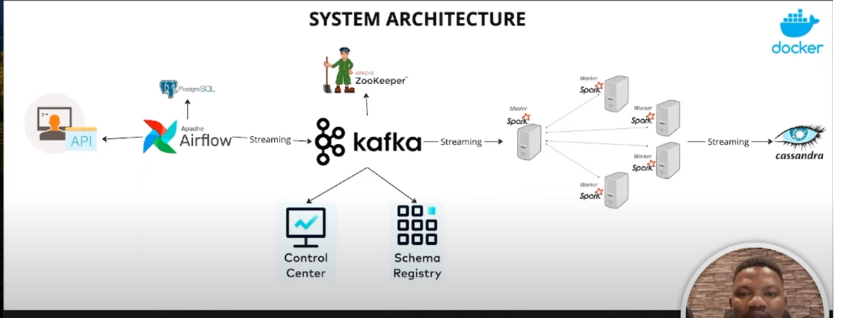 SYSTEM ARCHITECTURE
docker
PostgreSQL
APACHE
ZooKeeper
API
Apache
Airflow
Streaming
kafka
Streaming
Master
Spark
Worker
Spark
Worker
Spark
Worker
Spark
Worker
Spark
Streaming
cassandra
Control
Center
Schema
Registry